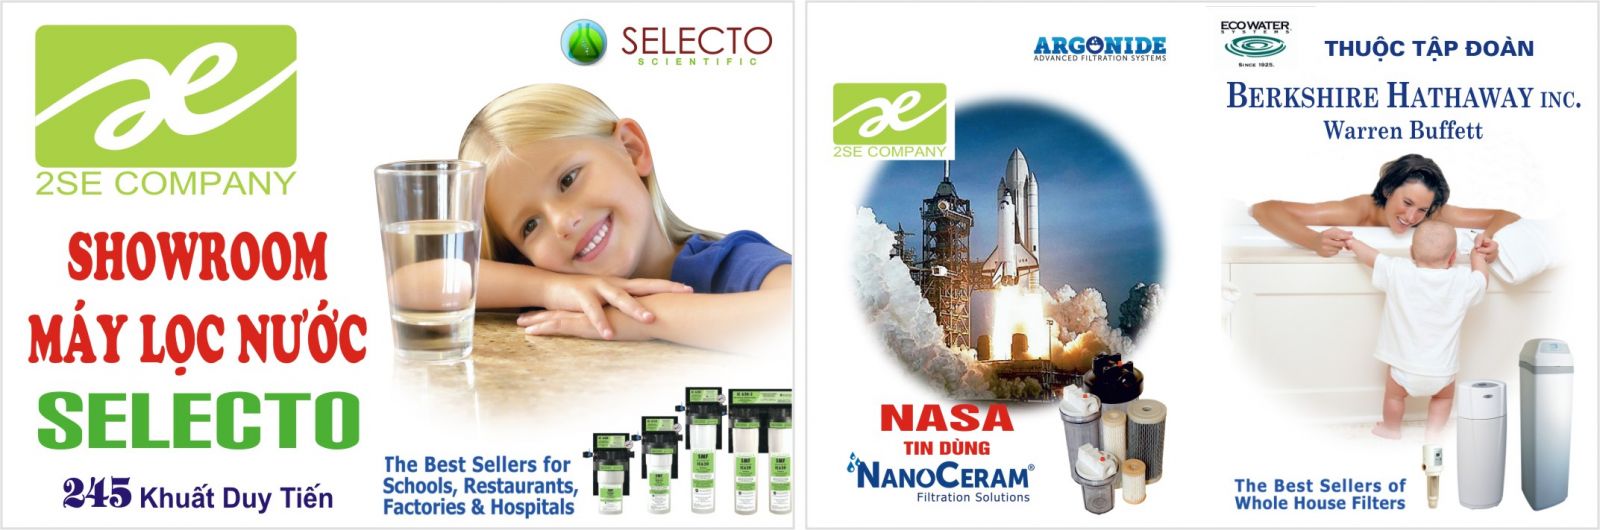 2SE COMPANY
SHOWROOM
MÁY LỌC NƯỚC
SELECTO
245 Khuất Duy Tiến
SELECTO
SCIENTIFIC
The Best Sellers for
Schools, Restaurants,
Factories & Hospitals
2SE COMPANY
ARGONIDE
ADVANCED FILTRATION SYSTEMS
NASA
TIN DÙNG
NANOCERAM®
Filtration Solutions
ECOWATER
SYSTEMS
SINCE 1925.
THUỘC TẬP ĐOÀN
BERKSHIRE HATHAWAY INC.
Warren Buffett
The Best Sellers of
Whole House Filters